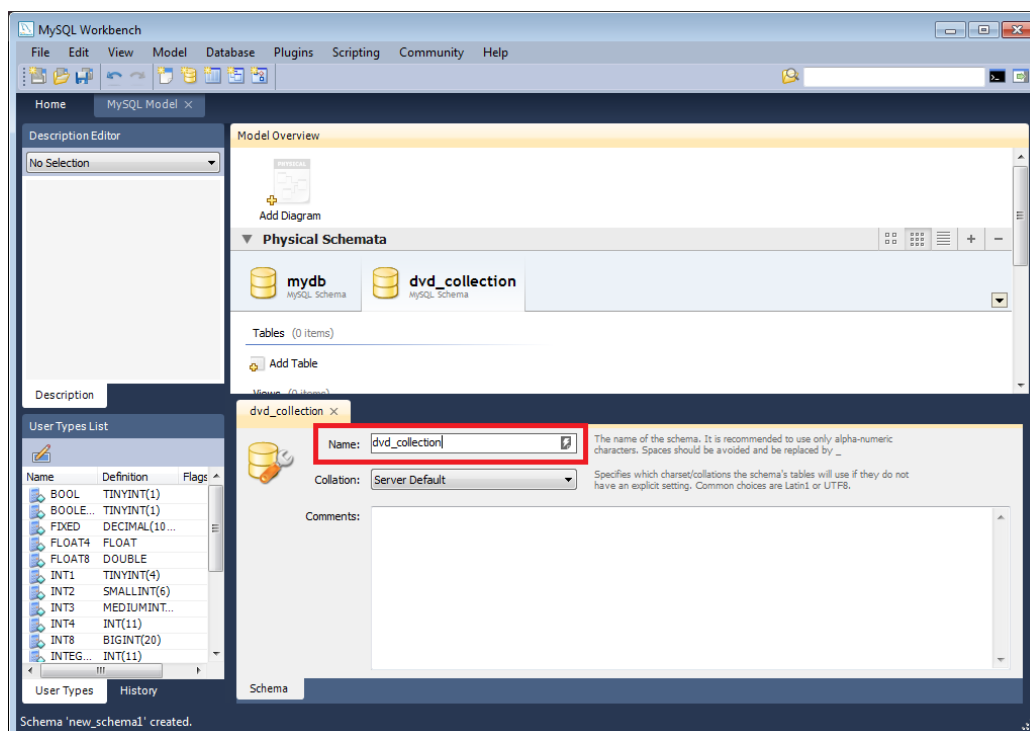 MySQL Workbench
File Edit View Model Database Plugins Scripting Community Help
Home MySQL Model
Description Editor
No Selection
Description
Model Overview
PHYSICAL
Add Diagram
Physical Schemata
mydb
MySQL Schema
dvd_collection
MySQL Schema
Tables (0 items)
Add Table
Views (0 items)
User Types List
Name Definition Flags
BOOL TINYINT(1)
BOOLE... TINYINT(1)
FIXED DECIMAL(10...
FLOAT4 FLOAT
FLOAT8 DOUBLE
INT1 TINYINT(4)
INT2 SMALLINT(6)
INT3 MEDIUMINT...
INT4 INT(11)
INT8 BIGINT(20)
INTEG... INT(11)
User Types History
dvd_collection
Name: dvd_collection
The name of the schema. It is recommended to use only alpha-numeric
characters. Spaces should be avoided and be replaced by _
Collation: Server Default
Specifies which charset/collations the schema's tables will use if they do not
have an explicit setting. Common choices are Latin1 or UTF8.
Comments:
Schema
Schema 'new_schema1' created.